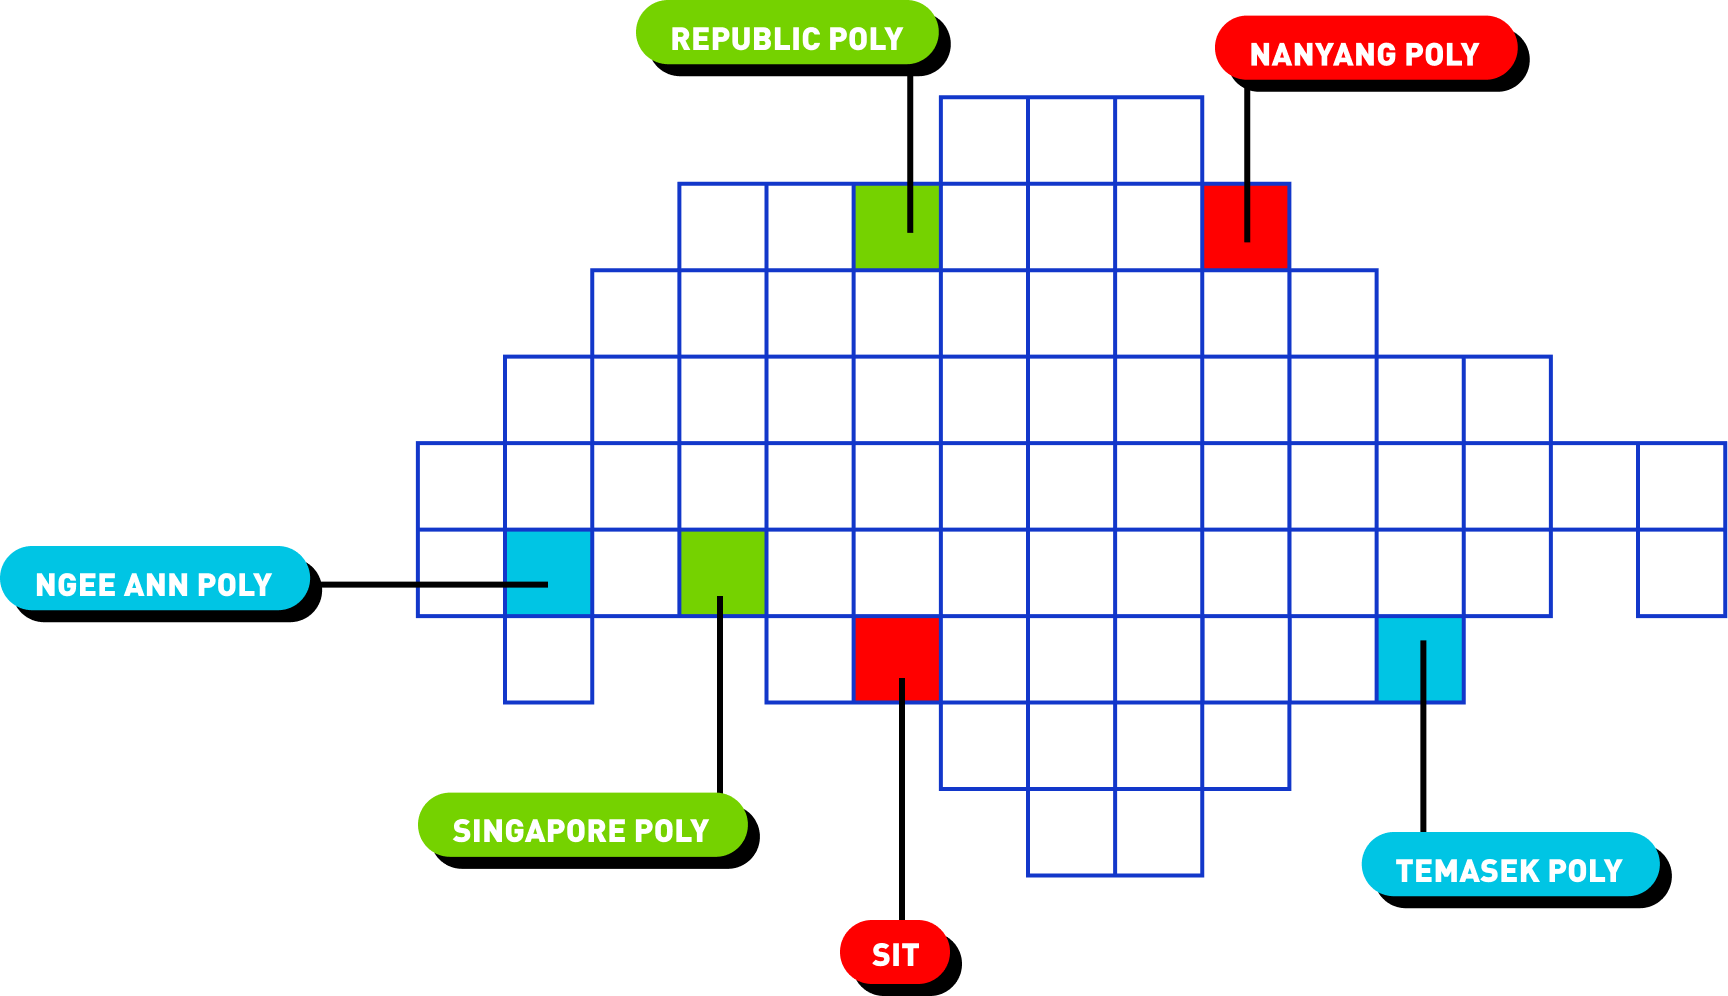 REPUBLIC POLY
NANYANG POLY
NGEE ANN POLY
SINGAPORE POLY
TEMASEK POLY
SIT